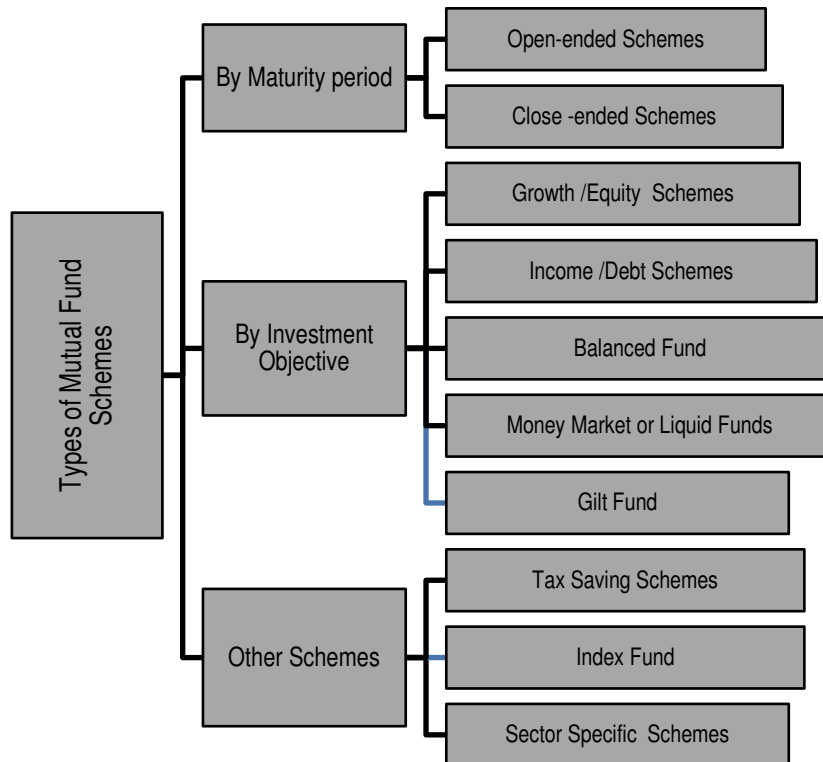 Types of Mutual Fund
Schemes
By Maturity period
Open-ended Schemes
Close -ended Schemes
By Investment
Objective
Growth /Equity Schemes
Income /Debt Schemes
Balanced Fund
Money Market or Liquid Funds
Gilt Fund
Other Schemes
Tax Saving Schemes
Index Fund
Sector Specific Schemes